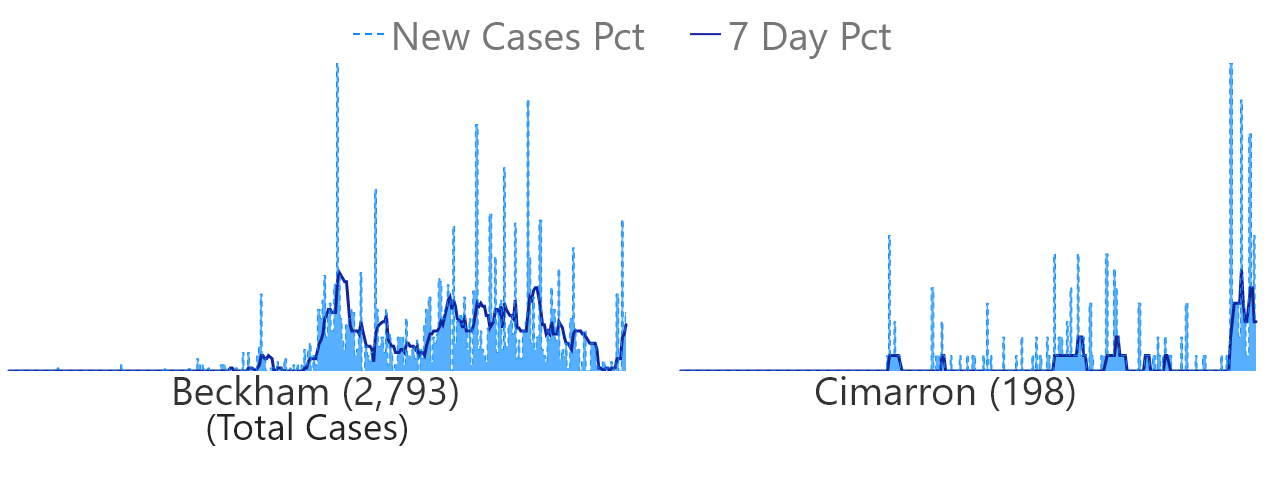 New Cases Pct 7 Day Pct
Beckham (2,793) Cimarron (198)
(Total Cases)